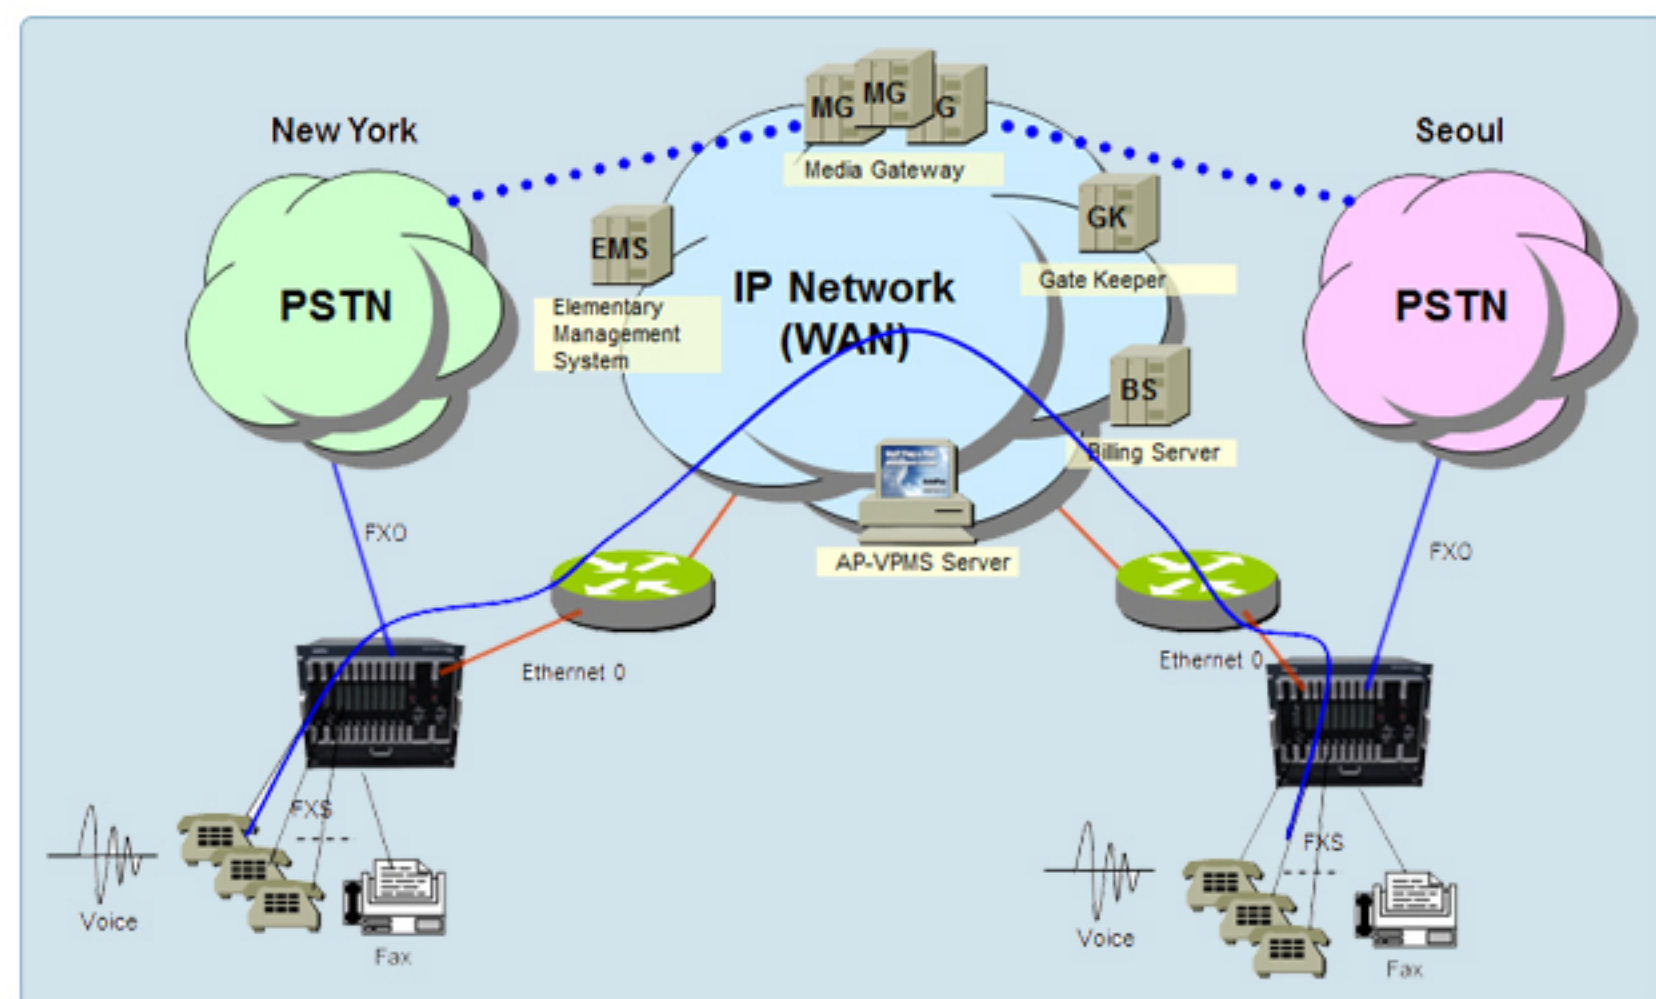 New York
Seoul
MG
MG
G
Media Gateway
EMS
Elementary
Management
System
GK
Gate Keeper
PSTN
IP Network
(WAN)
PSTN
BS
Billing Server
AP-VPMS Server
FXO
FXO
Ethernet 0
Ethernet 0
FXS
FXS
Voice
Fax
Voice
Fax